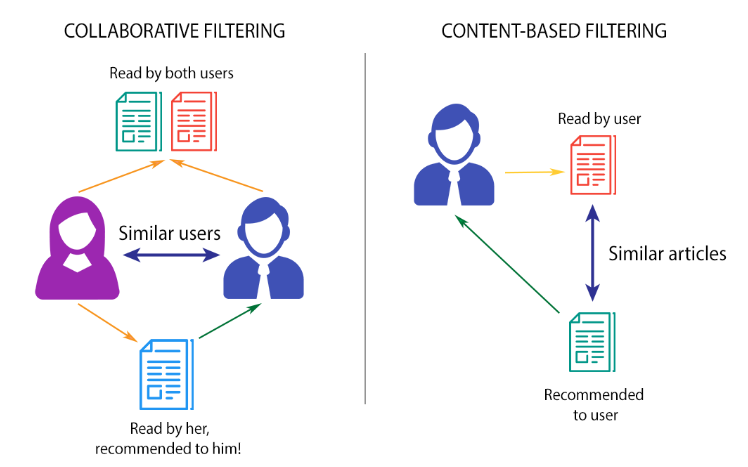 COLLABORATIVE FILTERING
Read by both users
Similar users
Read by her,
recommended to him!
CONTENT-BASED FILTERING
Read by user
Similar articles
Recommended
to user